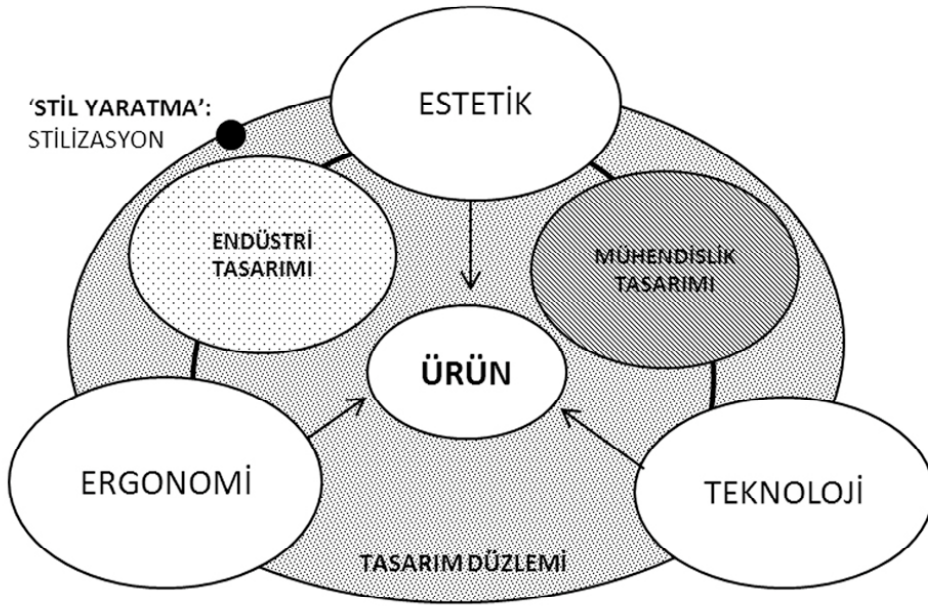 ESTETİK
‘STİL YARATMA’:
STİLİZASYON
ENDÜSTRİ
TASARIMI
MÜHENDİSLİK
TASARIMI
ÜRÜN
ERGONOMİ
TEKNOLOJİ
TASARIM DÜZLEMİ